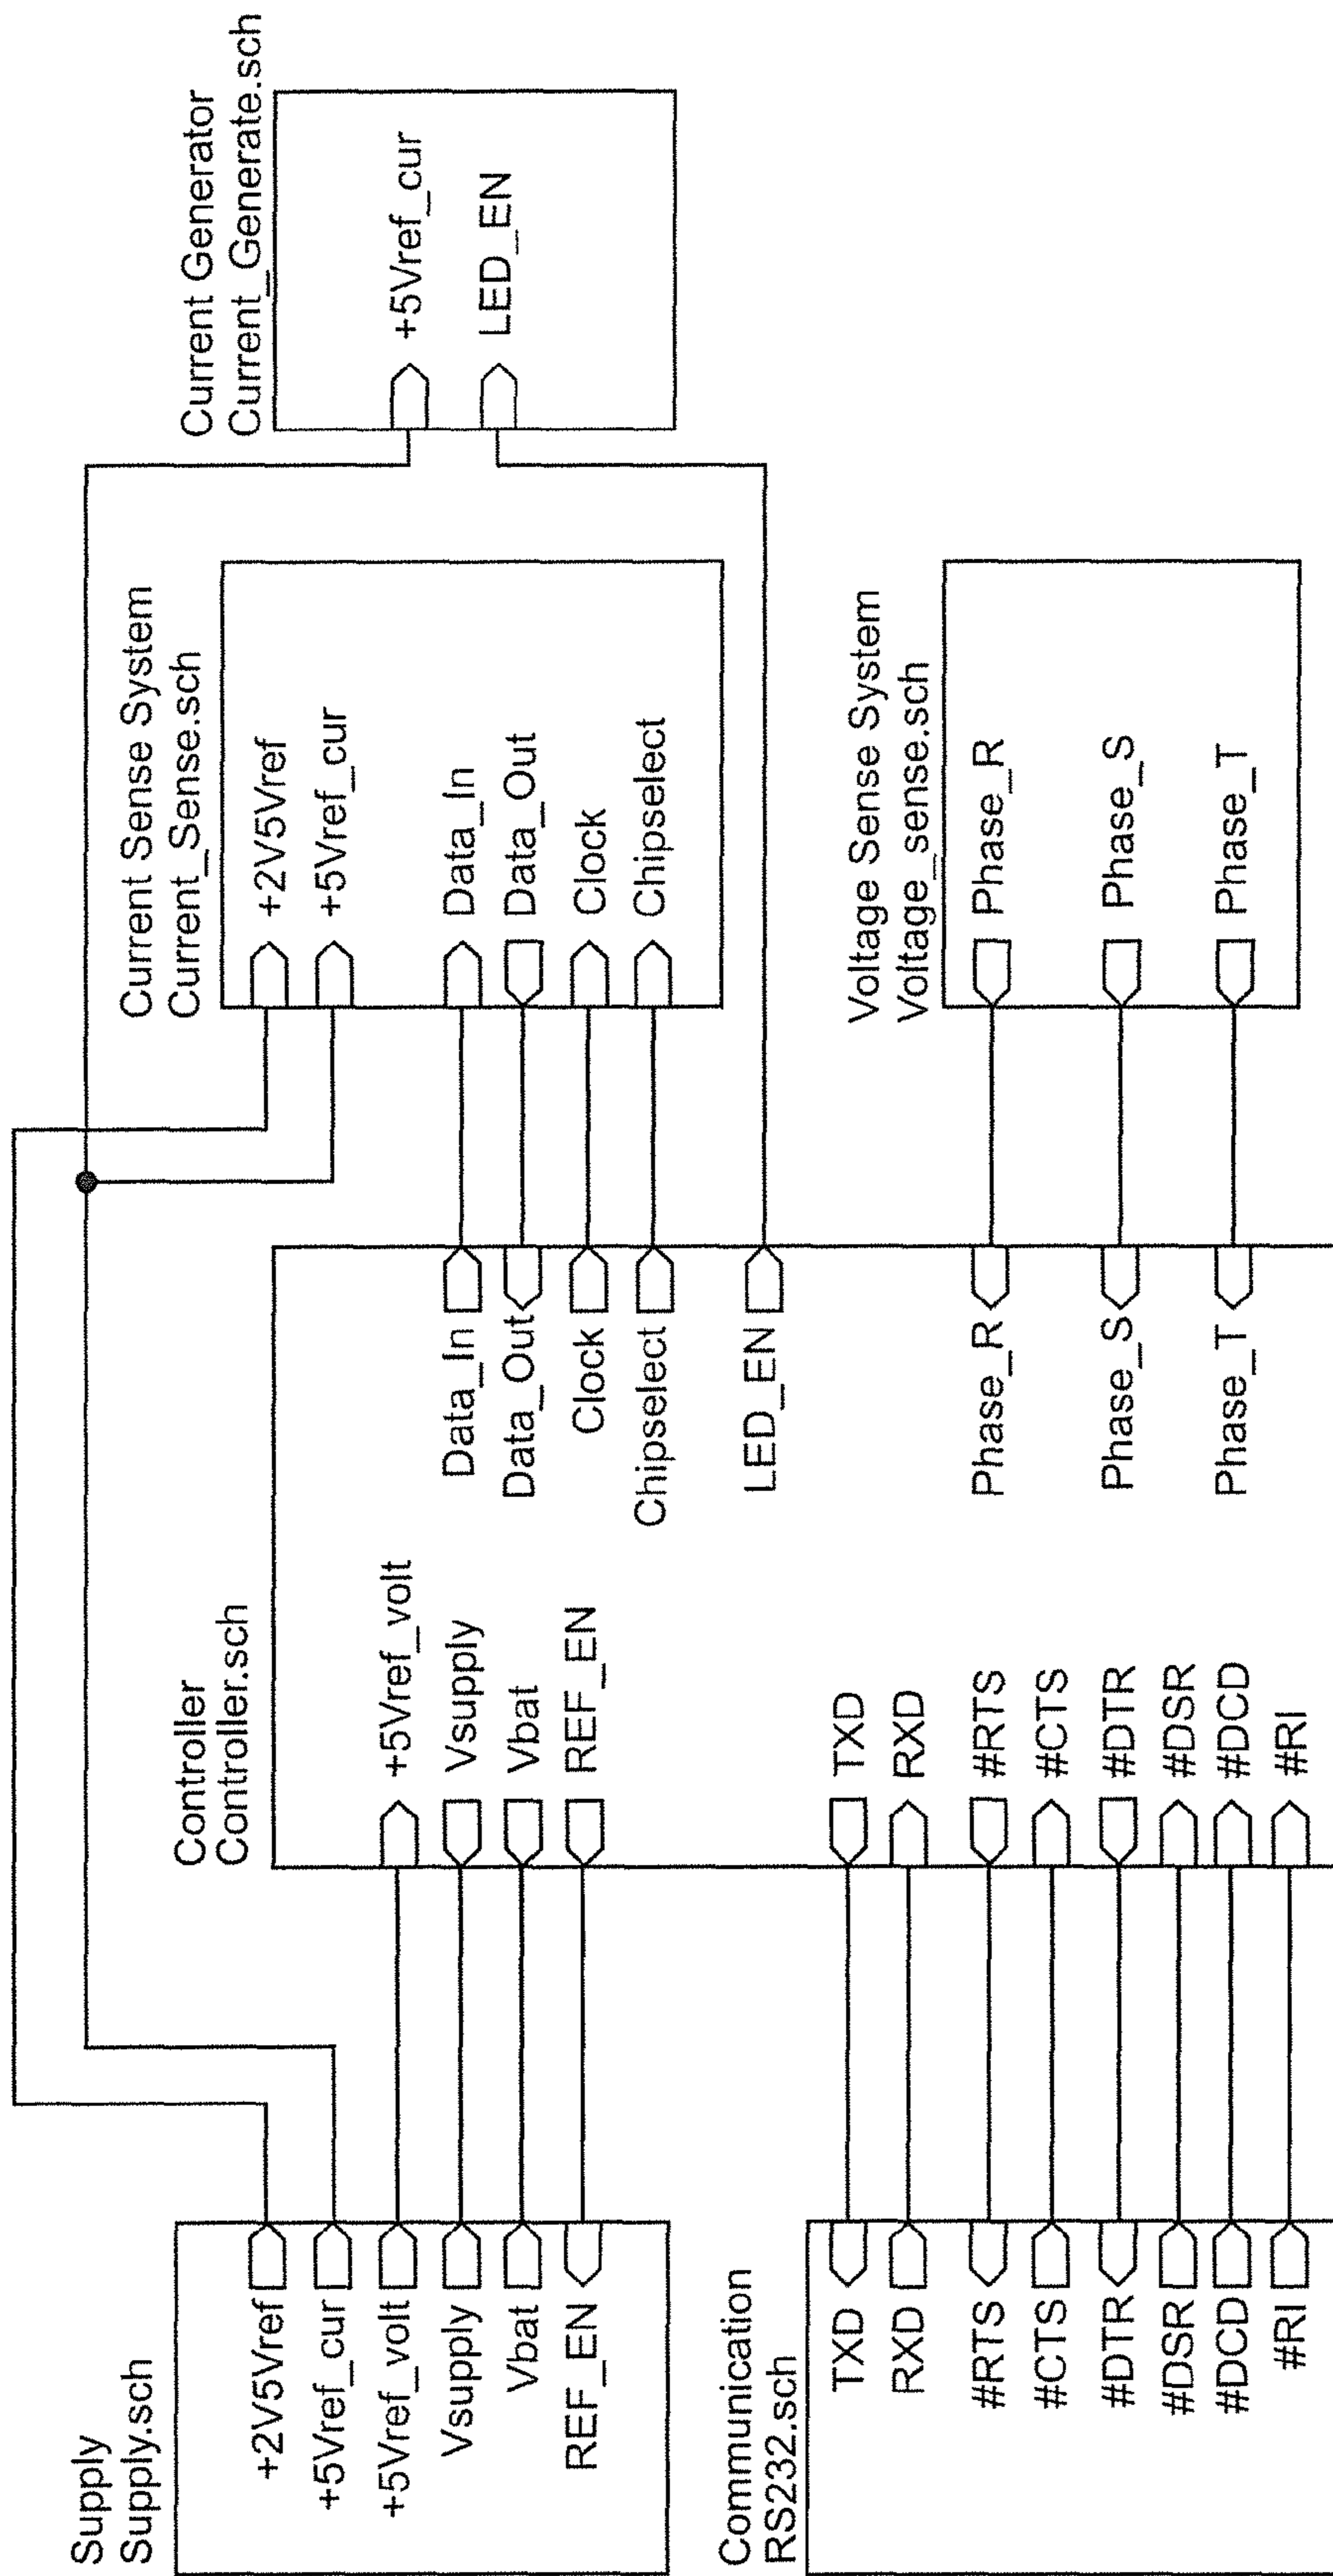 Supply
Supply.sch
+2V5Vref
+5Vref_cur
+5Vref_volt
Vsupply
Vbat
REF_EN
Communication
RS232.sch
TXD
RXD
#RTS
#CTS
#DTR
#DSR
#DCD
#RI
Controller
Controller.sch
+5Vref_volt
Vsupply
Vbat
REF_EN
TXD
RXD
#RTS
#CTS
#DTR
#DSR
#DCD
#RI
Data_In
Data_Out
Clock
Chipselect
LED_EN
Phase_R
Phase_S
Phase_T
Current Sense System
Current_Sense.sch
+2V5Vref
+5Vref_cur
Data_In
Data_Out
Clock
Chipselect
Voltage Sense System
Voltage_sense.sch
Phase_R
Phase_S
Phase_T
Current Generator
Current_Generate.sch
+5Vref_cur
LED_EN